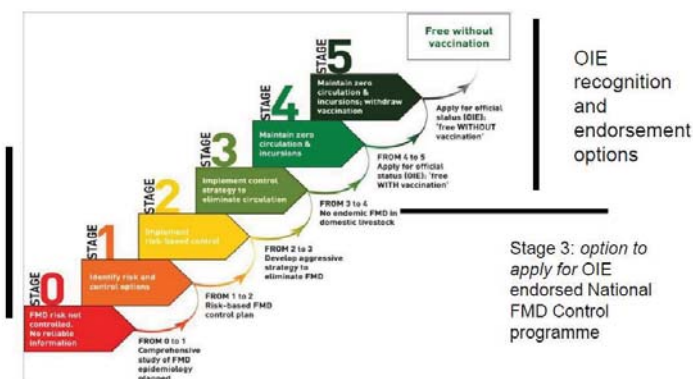 Free without
vaccination
OIE
recognition
and
endorsement
options
STAGE
5
Maintain zero
circulation &
incursions; withdraw
vaccination
Apply for official
status (OIE):
'free WITHOUT
vaccination'
STAGE
4
Maintain zero
circulation &
incursions
FROM 4 to 5
Apply for official
status (OIE): 'free
WITH vaccination'
STAGE
3
Implement control
strategy to
eliminate circulation
FROM 3 to 4
No endemic FMD in
domestic livestock
STAGE
2
Implement
risk-based control
FROM 2 to 3
Develop aggressive
strategy to
eliminate FMD
Stage 3: option to
apply for OIE
endorsed National
FMD Control
programme
STAGE
1
Identify risk and
control options
FROM 1 to 2
Risk-based FMD
control plan
STAGE
0
FMD risk not
controlled.
No reliable
information
FROM 0 to 1
Comprehensive
study of FMD
epidemiology
planned